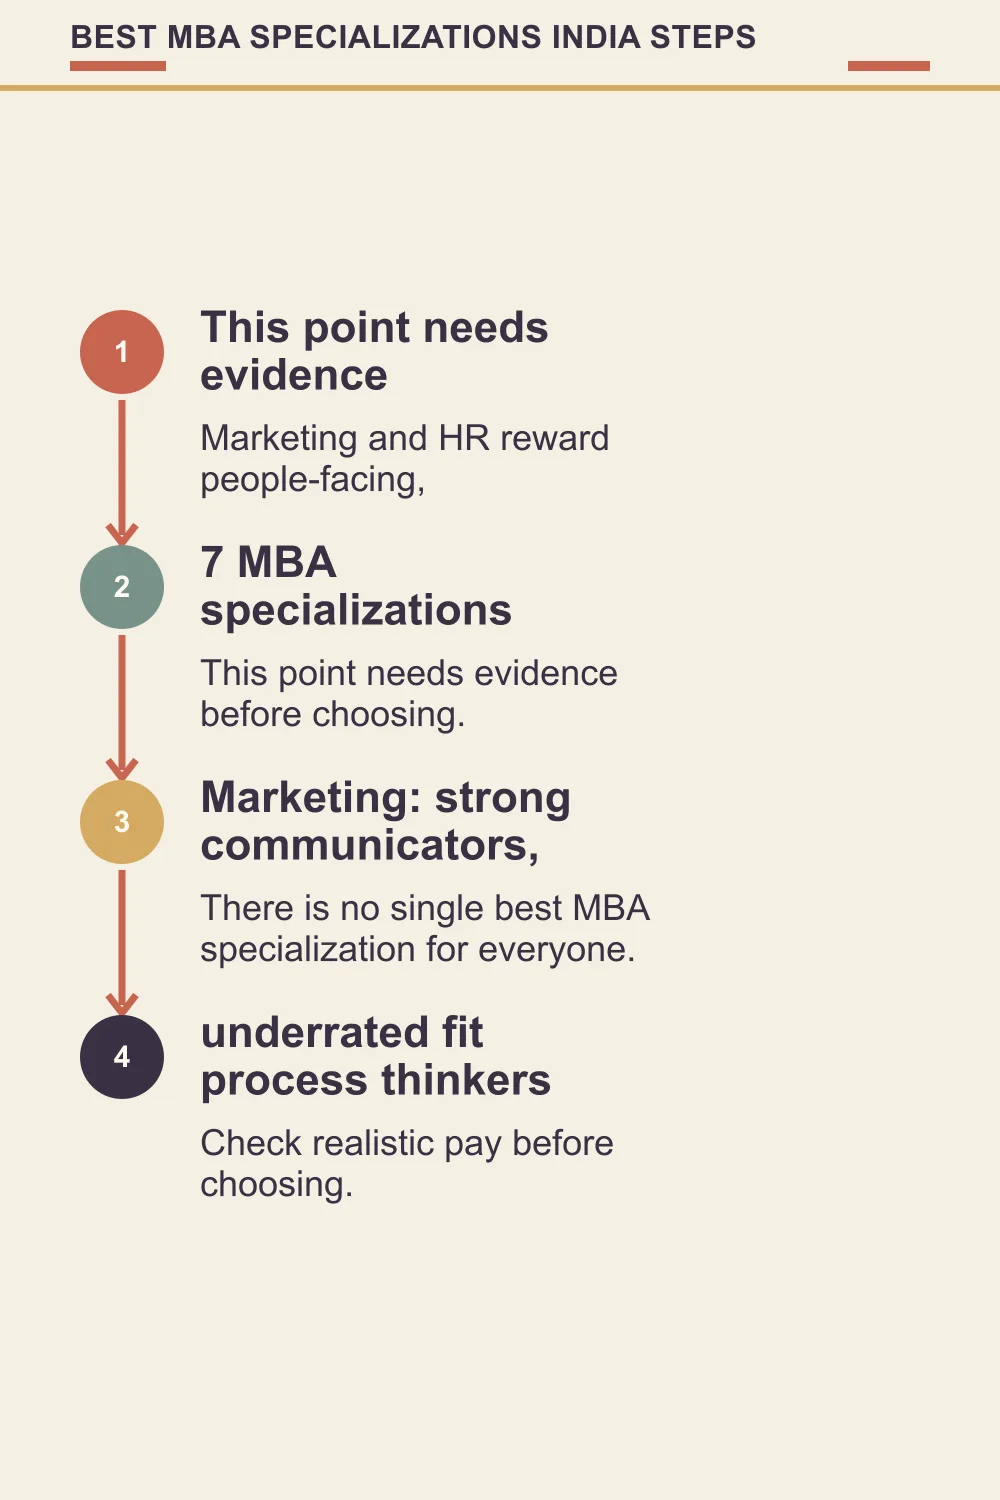 BEST MBA SPECIALIZATIONS INDIA STEPS
1
This point needs
evidence
Marketing and HR reward
people-facing,
2
7 MBA
specializations
This point needs evidence
before choosing.
3
Marketing: strong
communicators,
There is no single best MBA
specialization for everyone.
4
underrated fit
process thinkers
Check realistic pay before
choosing.